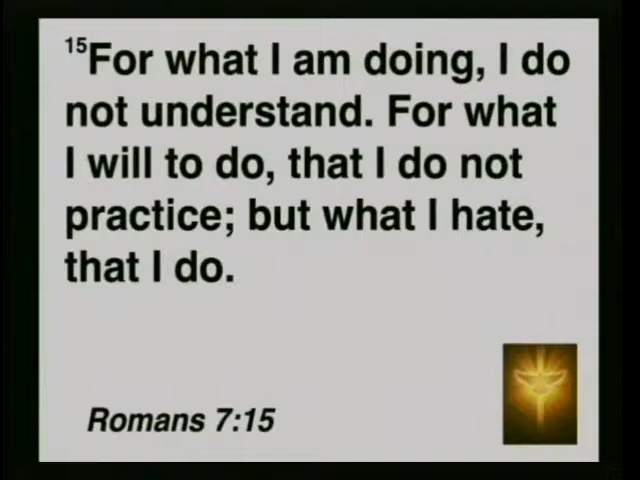 15For what I am doing, I do
not understand. For what
I will to do, that I do not
practice; but what I hate,
that I do.
Romans 7:15